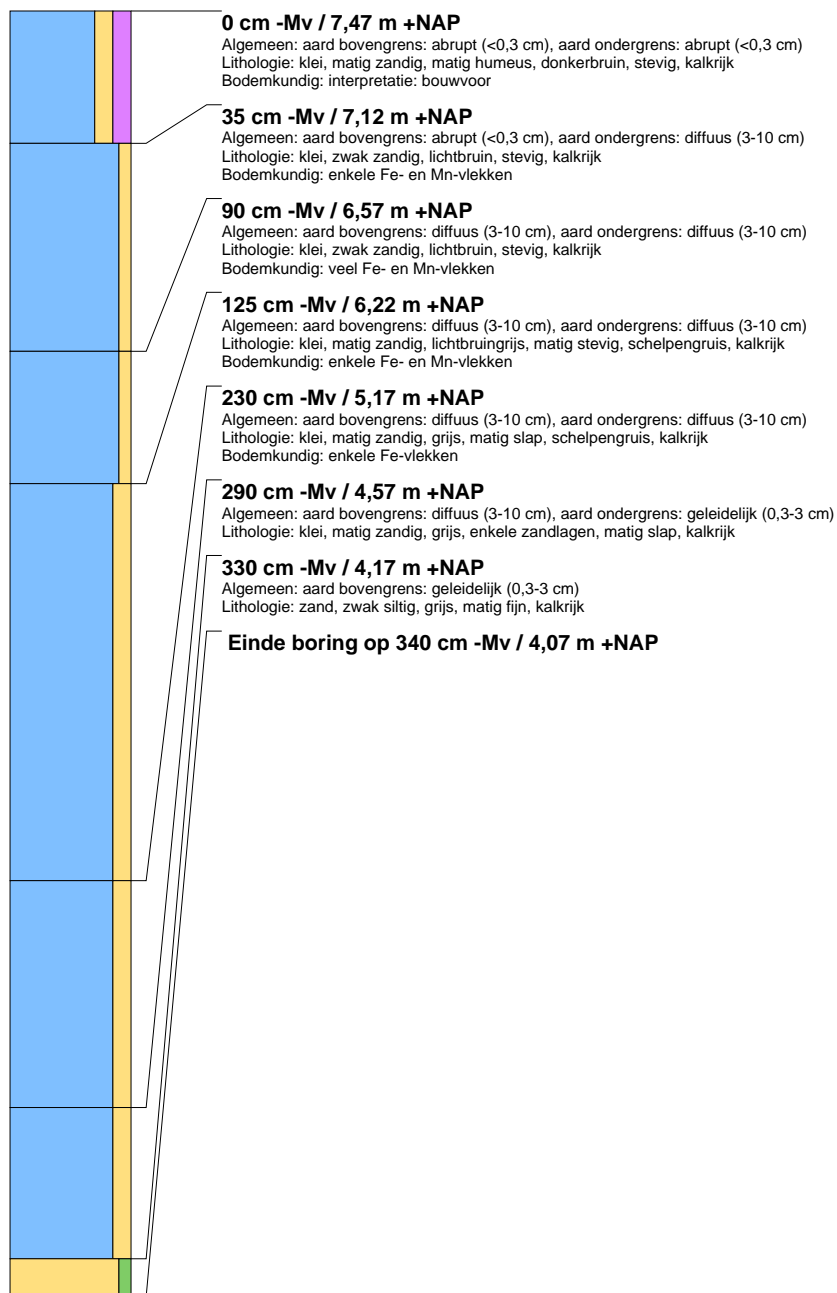 0 cm -Mv / 7,47 m +NAP
Algemeen: aard bovengrens: abrupt (<0,3 cm), aard ondergrens: abrupt (<0,3 cm)
Lithologie: klei, matig zandig, matig humeus, donkerbruin, stevig, kalkrijk
Bodemkundig: interpretatie: bouwvoor
35 cm -Mv / 7,12 m +NAP
Algemeen: aard bovengrens: abrupt (<0,3 cm), aard ondergrens: diffuus (3-10 cm)
Lithologie: klei, zwak zandig, lichtbruin, stevig, kalkrijk
Bodemkundig: enkele Fe- en Mn-vlekken
90 cm -Mv / 6,57 m +NAP
Algemeen: aard bovengrens: diffuus (3-10 cm), aard ondergrens: diffuus (3-10 cm)
Lithologie: klei, zwak zandig, lichtbruin, stevig, kalkrijk
Bodemkundig: veel Fe- en Mn-vlekken
125 cm -Mv / 6,22 m +NAP
Algemeen: aard bovengrens: diffuus (3-10 cm), aard ondergrens: diffuus (3-10 cm)
Lithologie: klei, matig zandig, lichtbruingrijs, matig stevig, schelpengruis, kalkrijk
Bodemkundig: enkele Fe- en Mn-vlekken
230 cm -Mv / 5,17 m +NAP
Algemeen: aard bovengrens: diffuus (3-10 cm), aard ondergrens: diffuus (3-10 cm)
Lithologie: klei, matig zandig, grijs, matig slap, schelpengruis, kalkrijk
Bodemkundig: enkele Fe-vlekken
290 cm -Mv / 4,57 m +NAP
Algemeen: aard bovengrens: diffuus (3-10 cm), aard ondergrens: geleidelijk (0,3-3 cm)
Lithologie: klei, matig zandig, grijs, enkele zandlagen, matig slap, kalkrijk
330 cm -Mv / 4,17 m +NAP
Algemeen: aard bovengrens: geleidelijk (0,3-3 cm)
Lithologie: zand, zwak siltig, grijs, matig fijn, kalkrijk
Einde boring op 340 cm -Mv / 4,07 m +NAP